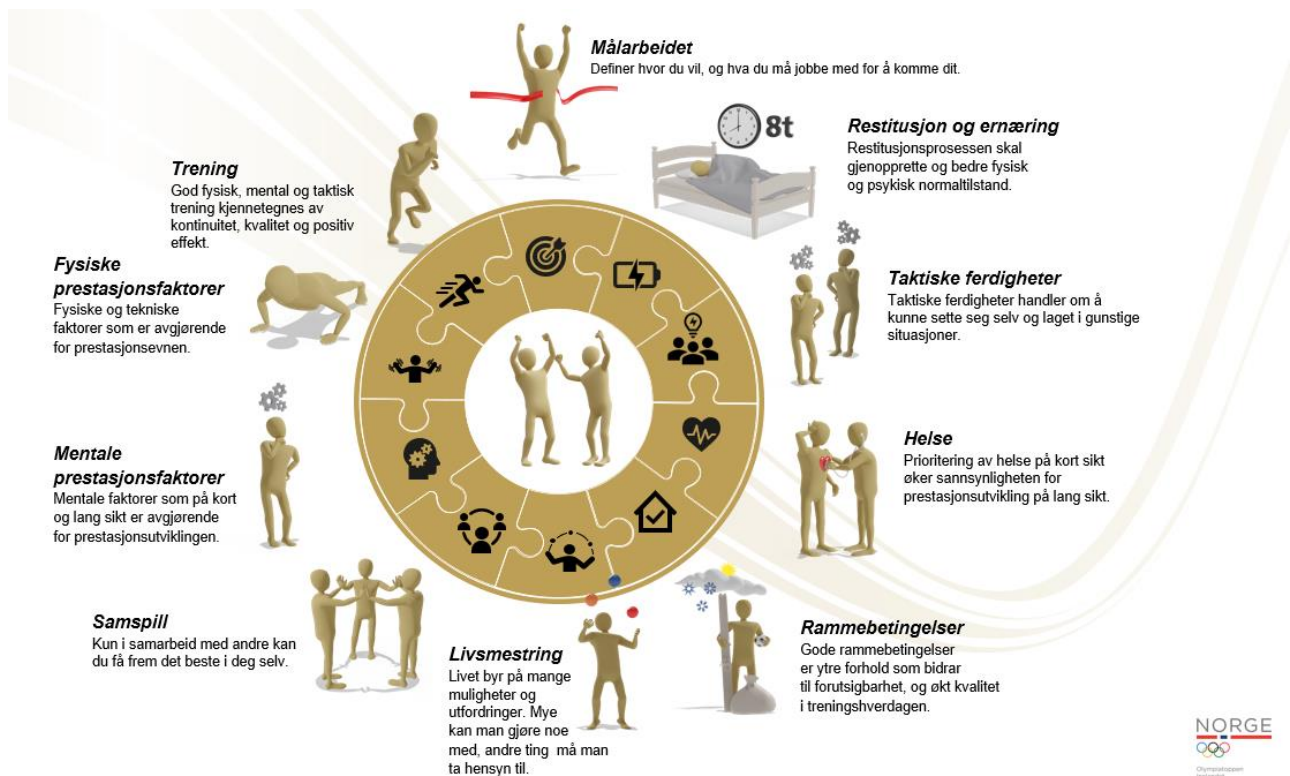 Målarbeidet
Definer hvor du vil, og hva du må jobbe med for å komme dit.
8t
Restitusjon og ernæring
Restitusjonsprosessen skal
gjenopprette og bedre fysisk
og psykisk normaltilstand.
Taktiske ferdigheter
Taktiske ferdigheter handler om å
kunne sette seg selv og laget i gunstige
situasjoner.
Helse
Prioritering av helse på kort sikt
øker sannsynligheten for
prestasjonsutvikling på lang sikt.
Rammebetingelser
Gode rammebetingelser
er ytre forhold som bidrar
til forutsigbarhet, og økt kvalitet
i treningshverdagen.
Livsmestring
Livet byr på mange
muligheter og
utfordringer. Mye
kan man gjøre noe
med, andre ting må man
ta hensyn til.
Samspill
Kun i samarbeid med andre kan
du få frem det beste i deg selv.
Mentale
prestasjonsfaktorer
Mentale faktorer som på kort
og lang sikt er avgjørende
for prestasjonsutviklingen.
Fysiske
prestasjonsfaktorer
Fysiske og tekniske
faktorer som er avgjørende
for prestasjonsevnen.
Trening
God fysisk, mental og taktisk
trening kjennetegnes av
kontinuitet, kvalitet og positiv
effekt.
NORGE
Olympiatoppen